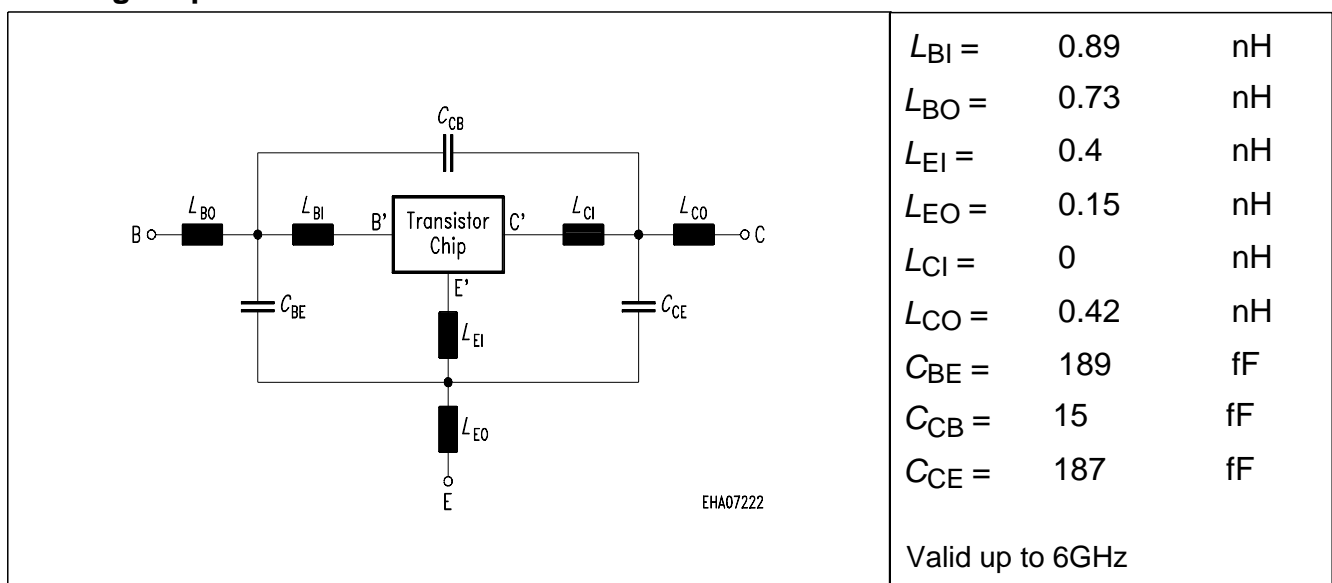 C_CB
L_BO L_BI B' Transistor Chip C' L_CI L_CO
B C
E'
C_BE C_CE
L_EI
L_EO
E
EHA07222
L_BI = 0.89 nH
L_BO = 0.73 nH
L_EI = 0.4 nH
L_EO = 0.15 nH
L_CI = 0 nH
L_CO = 0.42 nH
C_BE = 189 fF
C_CB = 15 fF
C_CE = 187 fF
Valid up to 6GHz